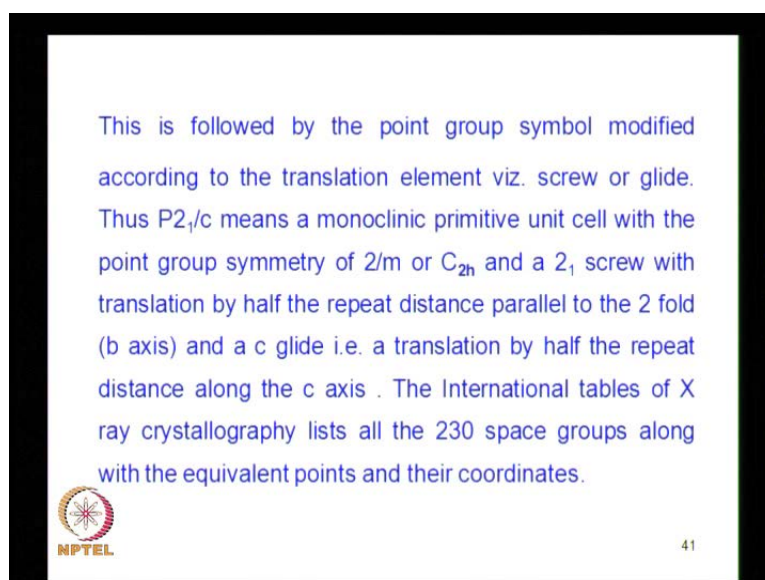 This is followed by the point group symbol modified
according to the translation element viz. screw or glide.
Thus P2₁/c means a monoclinic primitive unit cell with the
point group symmetry of 2/m or C₂ₕ and a 2₁ screw with
translation by half the repeat distance parallel to the 2 fold
(b axis) and a c glide i.e. a translation by half the repeat
distance along the c axis . The International tables of X
ray crystallography lists all the 230 space groups along
with the equivalent points and their coordinates.
NPTEL
41